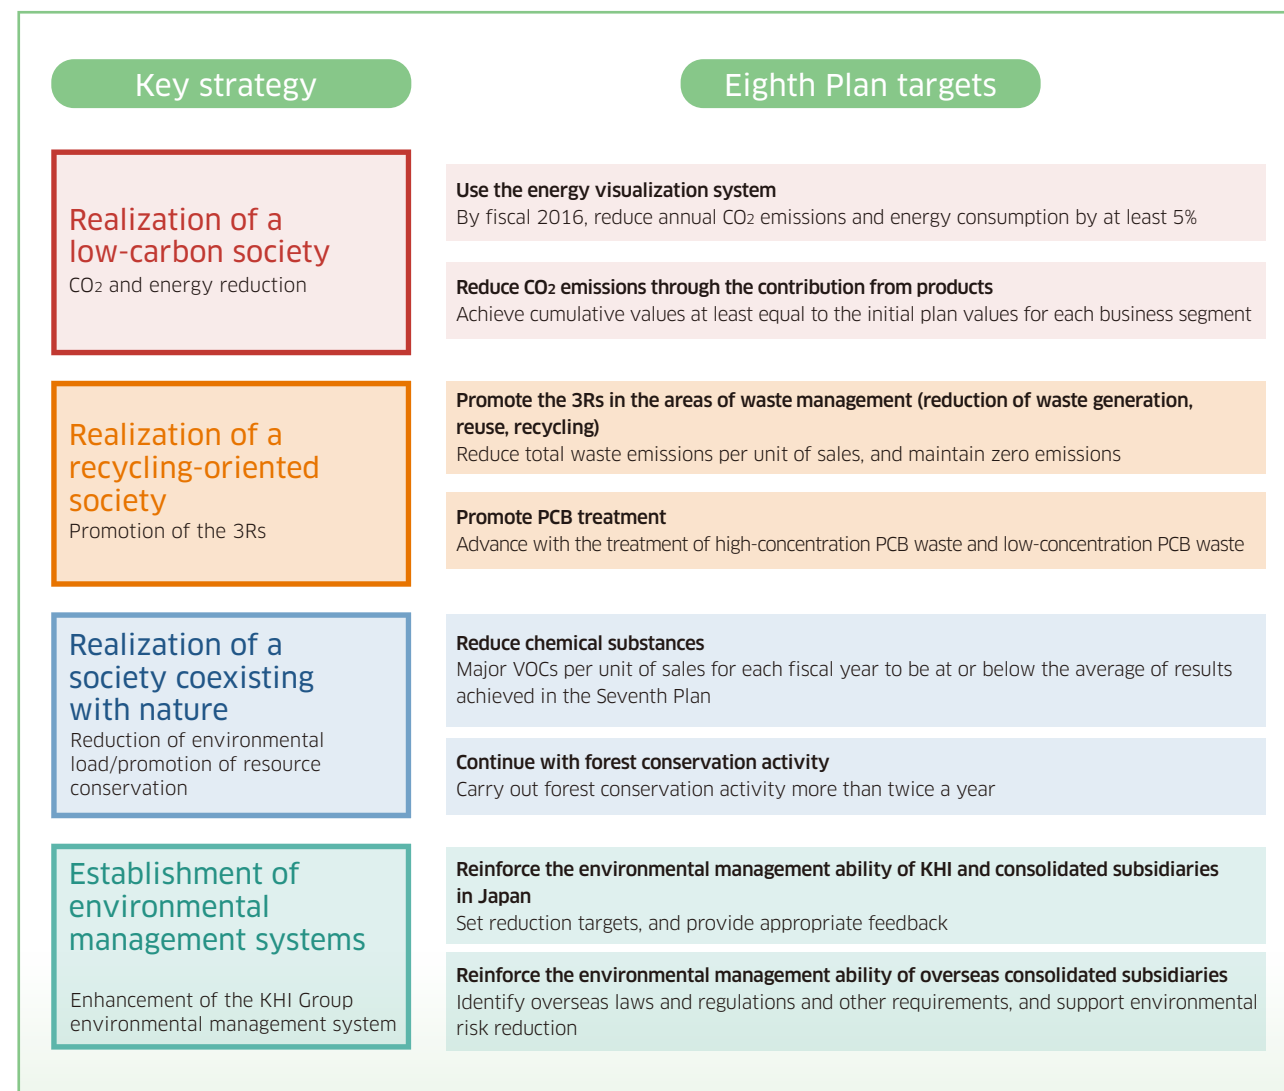 Key strategy
Eighth Plan targets
Realization of a
low-carbon society
CO2 and energy reduction
Use the energy visualization system
By fiscal 2016, reduce annual CO2 emissions and energy consumption by at least 5%
Reduce CO2 emissions through the contribution from products
Achieve cumulative values at least equal to the initial plan values for each business segment
Realization of a
recycling-oriented
society
Promotion of the 3Rs
Promote the 3Rs in the areas of waste management (reduction of waste generation,
reuse, recycling)
Reduce total waste emissions per unit of sales, and maintain zero emissions
Promote PCB treatment
Advance with the treatment of high-concentration PCB waste and low-concentration PCB waste
Realization of a
society coexisting
with nature
Reduction of environmental
load/promotion of resource
conservation
Reduce chemical substances
Major VOCs per unit of sales for each fiscal year to be at or below the average of results
achieved in the Seventh Plan
Continue with forest conservation activity
Carry out forest conservation activity more than twice a year
Establishment of
environmental
management systems
Enhancement of the KHI Group
environmental management system
Reinforce the environmental management ability of KHI and consolidated subsidiaries
in Japan
Set reduction targets, and provide appropriate feedback
Reinforce the environmental management ability of overseas consolidated subsidiaries
Identify overseas laws and regulations and other requirements, and support environmental
risk reduction